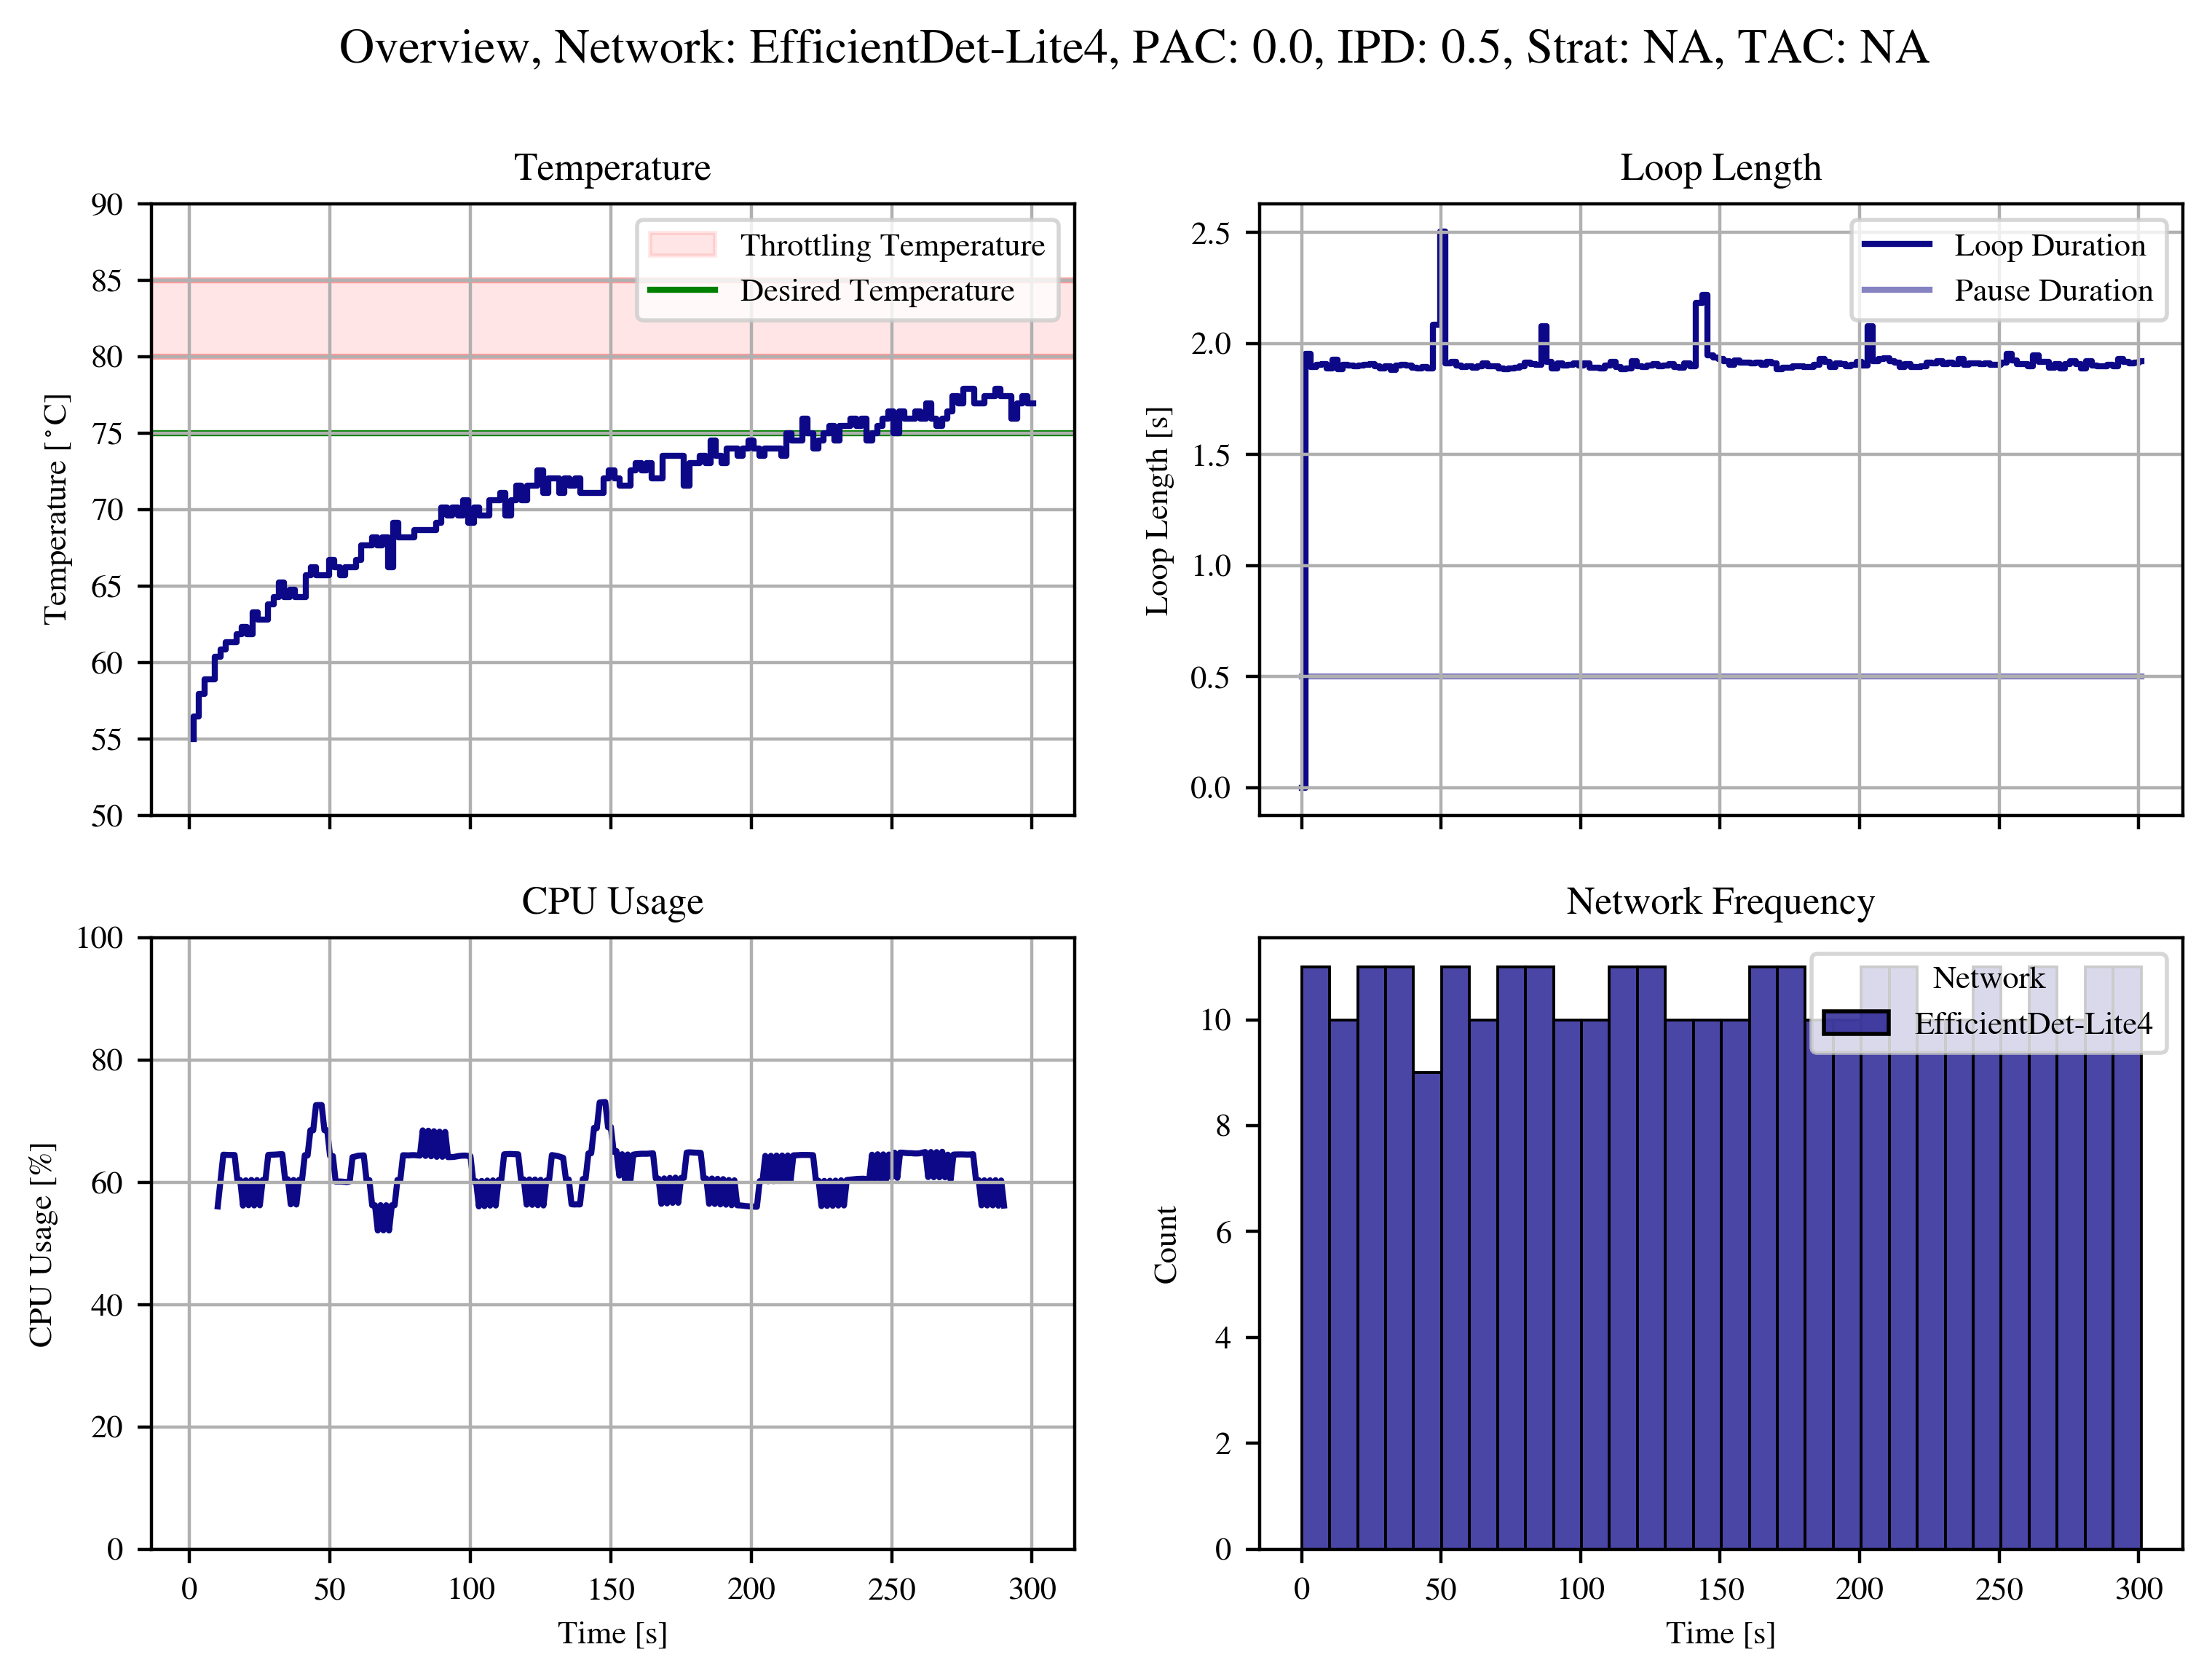 Overview, Network: EfficientDet-Lite4, PAC: 0.0, IPD: 0.5, Strat: NA, TAC: NA
Temperature
90
85
80
75
70
65
60
55
50
Temperature [°C]
Throttling Temperature
Desired Temperature
Loop Length
2.5
2.0
1.5
1.0
0.5
0.0
Loop Length [s]
Loop Duration
Pause Duration
CPU Usage
100
80
60
40
20
0
CPU Usage [%]
0 50 100 150 200 250 300
Time [s]
Network Frequency
10
8
6
4
2
0
Count
Network
EfficientDet-Lite4
0 50 100 150 200 250 300
Time [s]